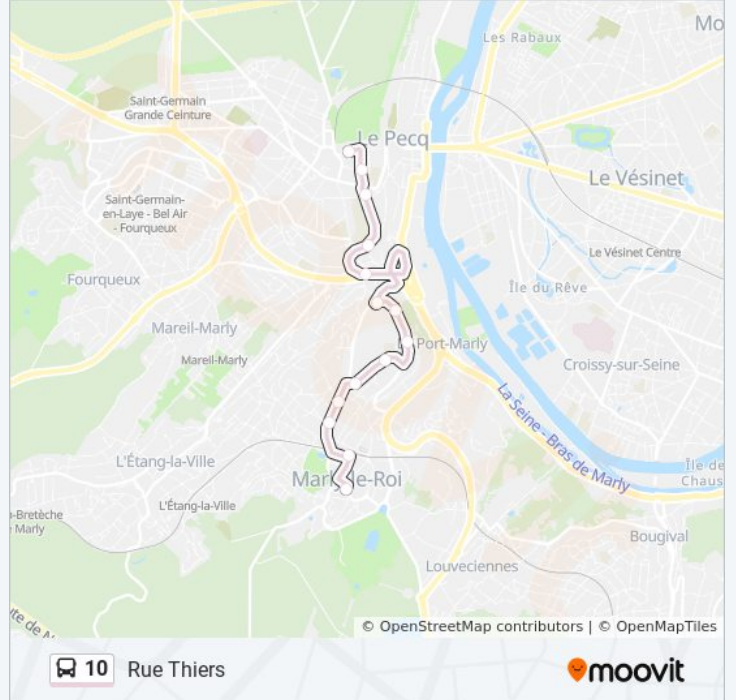 Les Rabaux
Mo
Saint-Germain
Grande Ceinture
Le Pecq
Le Vésinet
Saint-Germain-
en-Laye - Bel Air
- Fourqueux
Le Vésinet Centre
Fourqueux
Île du Rêve
Mareil-Marly
Port-Marly
Mareil-Marly
Croissy-sur-Seine
La Seine - Bras de Marly
L'Étang-la-Ville
Île de
Chaus
Marly-le-Roi
L'Étang-la-Ville
-Bretèche
Marly
Bougival
Louveciennes
ute de M
© OpenStreetMap contributors | © OpenMapTiles
10 Rue Thiers
moovit